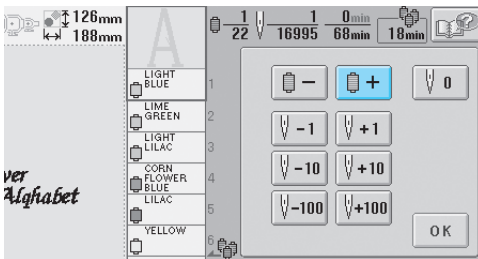 126mm
188mm
A
1
22
1
16995
0min
68min
18min
LIGHT
BLUE
1
LIME
GREEN
2
LIGHT
LILAC
3
CORN
FLOWER
BLUE
4
LILAC
5
YELLOW
6
ver
Alqhabet
−
+
0
−1
+1
−10
+10
−100
+100
OK